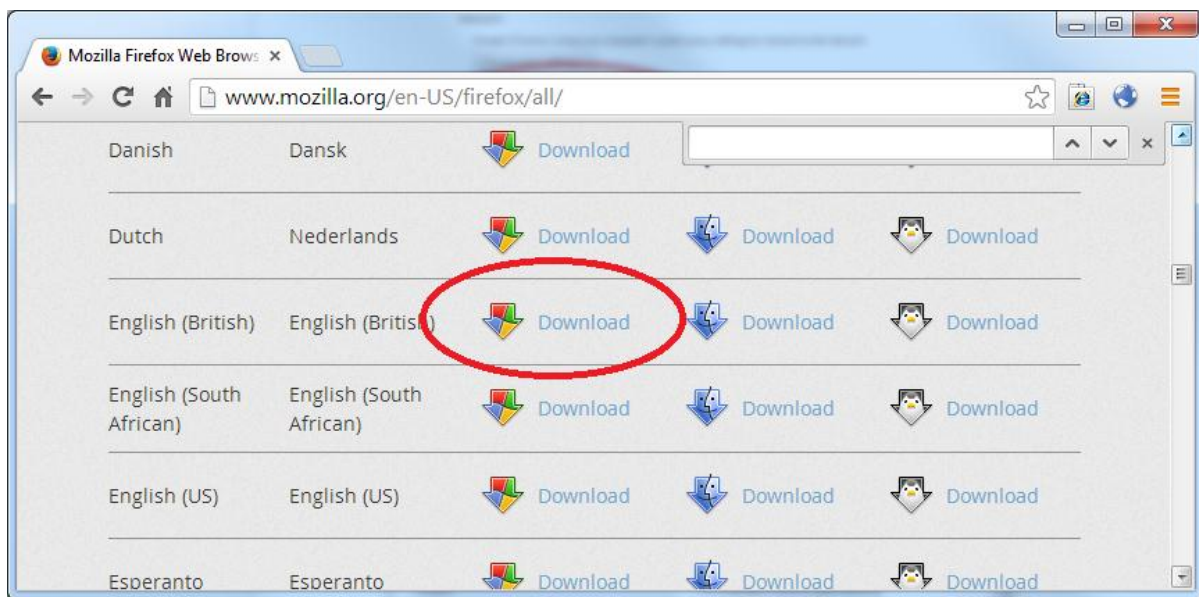 Mozilla Firefox Web Brows
www.mozilla.org/en-US/firefox/all/
Danish Dansk Download
Dutch Nederlands Download Download Download
English (British) English (British) Download Download Download
English (South African) English (South African) Download Download Download
English (US) English (US) Download Download Download
Esperanto Esperanto Download Download Download